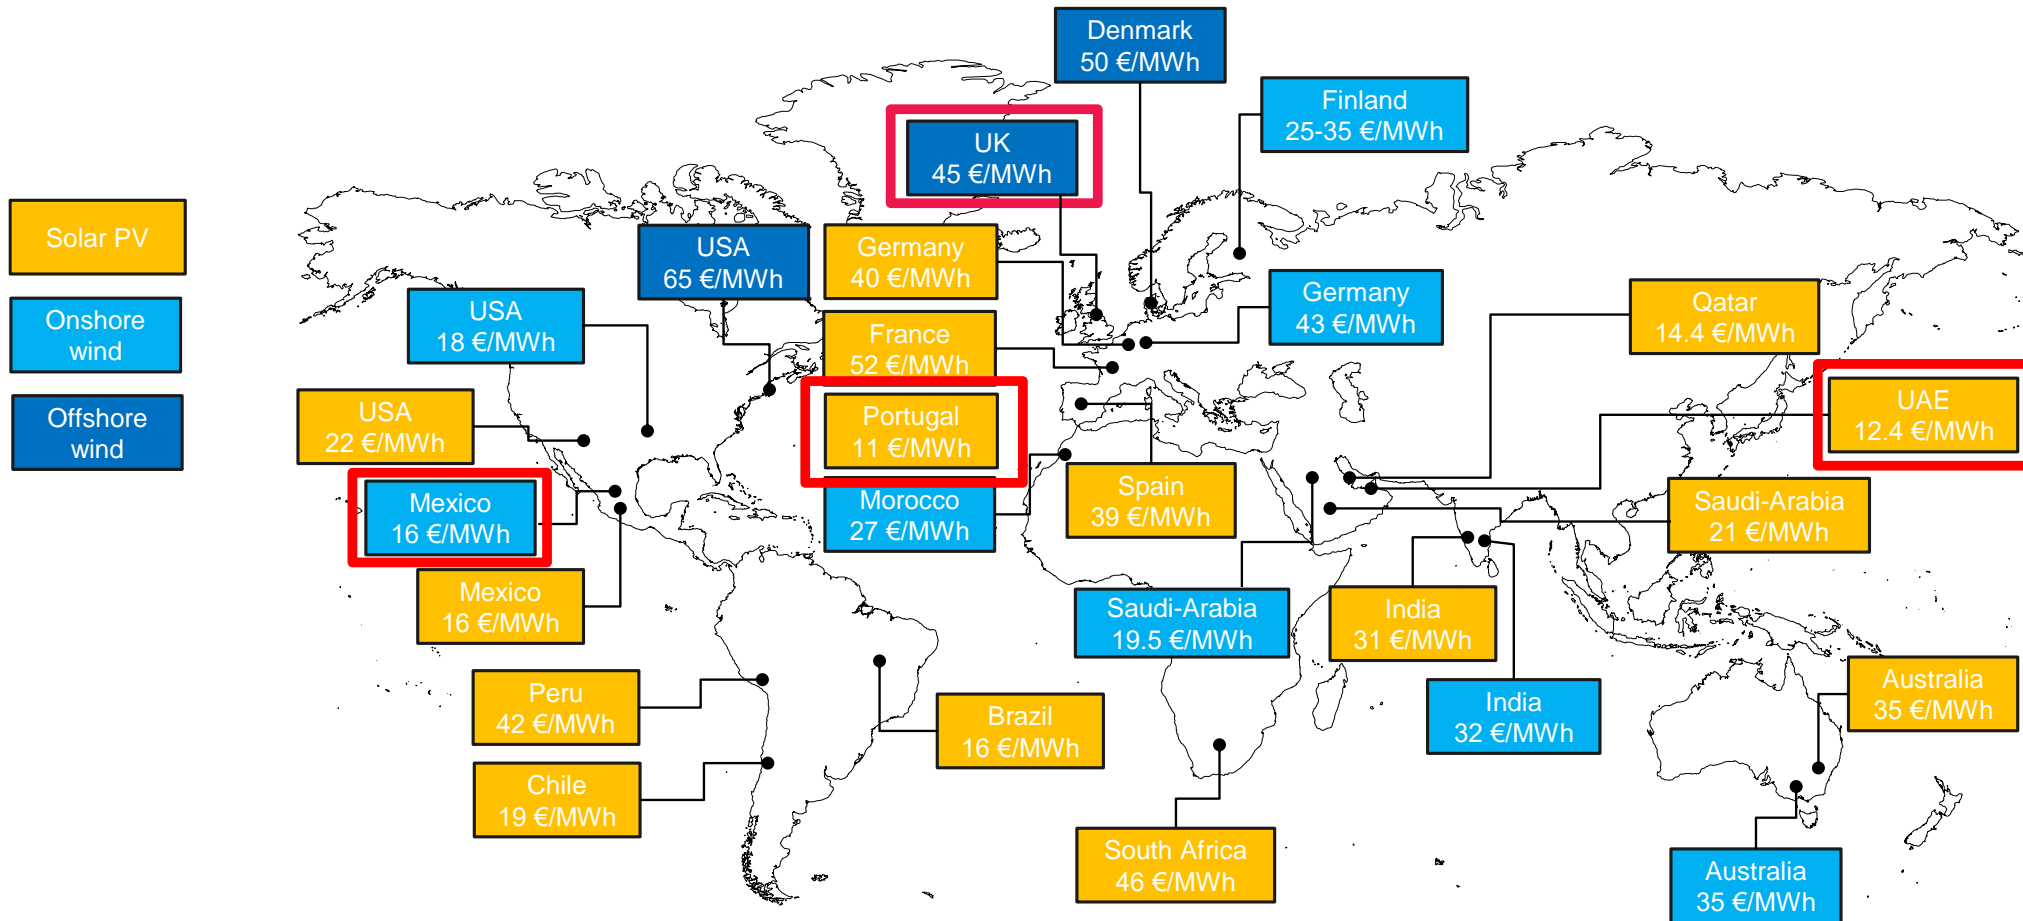 Denmark
50 €/MWh
Finland
25-35 €/MWh
UK
45 €/MWh
Solar PV
USA
65 €/MWh
Germany
40 €/MWh
Germany
43 €/MWh
Qatar
14.4 €/MWh
Onshore
wind
USA
18 €/MWh
France
52 €/MWh
Offshore
wind
USA
22 €/MWh
Portugal
11 €/MWh
UAE
12.4 €/MWh
Mexico
16 €/MWh
Morocco
27 €/MWh
Spain
39 €/MWh
Saudi-Arabia
21 €/MWh
Mexico
16 €/MWh
Saudi-Arabia
19.5 €/MWh
India
31 €/MWh
Peru
42 €/MWh
Brazil
16 €/MWh
India
32 €/MWh
Australia
35 €/MWh
Chile
19 €/MWh
South Africa
46 €/MWh
Australia
35 €/MWh